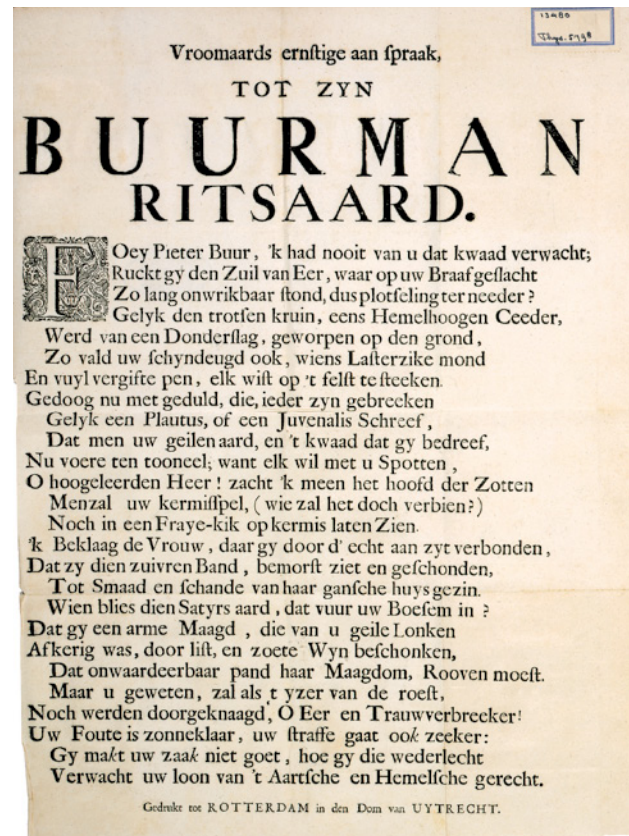 13480
Thys. 5798
Vroomaards ernſtige aan ſpraak,
TOT ZYN
BUURMAN
RITSAARD.
FOey Pieter Buur, 'k had nooit van u dat kwaad verwacht;
Ruckt gy den Zuil van Eer, waar op uw Braaf geſlacht
Zo lang onwrikbaar ſtond, dus plotſeling ter needer?
Gelyk den trotſen kruin, eens Hemelhoogen Ceeder,
Werd van een Donderſlag, geworpen op den grond,
Zo vald uw ſchyndeugd ook, wiens Laſterzike mond
En vuyl vergifte pen, elk wiſt op 't felſt te ſteeken.
Gedoog nu met geduld, die, ieder zyn gebreeken
Gelyk een Plautus, of een Juvenalis Schreef,
Dat men uw geilen aard, en 't kwaad dat gy bedreef,
Nu voere ten tooneel; want elk wil met u Spotten,
O hoogeleerden Heer! zacht 'k meen het hoofd der Zotten
Men zal uw kermiſſpel, (wie zal het doch verbien?)
Noch in een Fraye-kik op kermis laten Zien.
'k Beklaag de Vrouw, daar gy door d' echt aan zyt verbonden,
Dat zy dien zuivren Band, bemorſt ziet en geſchonden,
Tot Smaad en ſchande van haar ganſche huys gezin.
Wien blies dien Satyrs aard, dat vuur uw Boeſem in?
Dat gy een arme Maagd, die van u geile Lonken
Afkerig was, door liſt, en zoete Wyn beſchonken,
Dat onwaardeerbaar pand haar Maagdom, Rooven moeſt.
Maar u geweten, zal als 't yzer van de roeſt,
Noch werden doorgeknaagd, O Eer en Trauwverbreeker!
Uw Foute is zonneklaar, uw ſtraffe gaat ook zeeker:
Gy makt uw zaak niet goet, hoe gy die wederlecht
Verwacht uw loon van 't Aartſche en Hemelſche gerecht.
Gedrukt tot ROTTERDAM in den Dom van UYTRECHT.